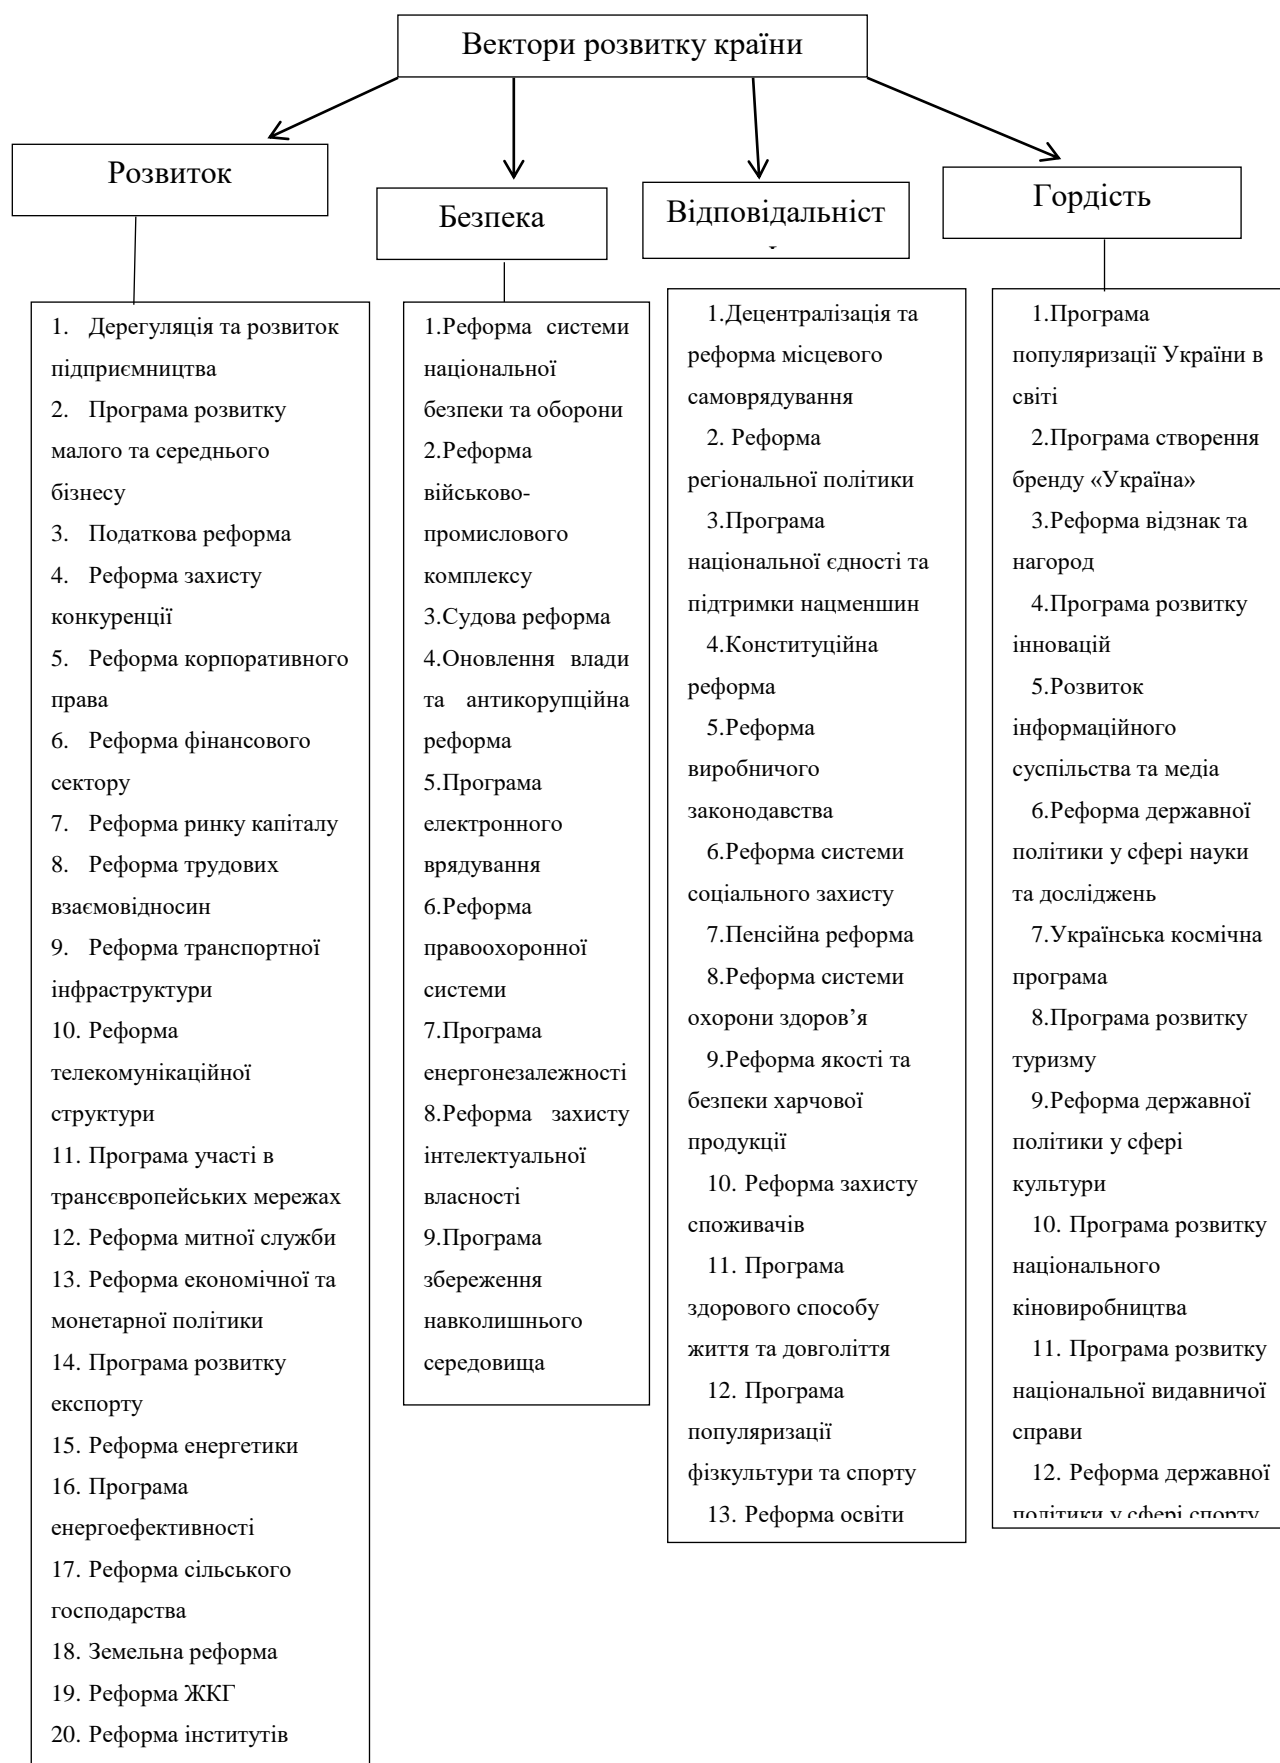 Вектори розвитку країни
Розвиток
Безпека
Відповідальніст
Гордість
1. Дерегуляція та розвиток
підприємництва
2. Програма розвитку
малого та середнього
бізнесу
3. Податкова реформа
4. Реформа захисту
конкуренції
5. Реформа корпоративного
права
6. Реформа фінансового
сектору
7. Реформа ринку капіталу
8. Реформа трудових
взаємовідносин
9. Реформа транспортної
інфраструктури
10. Реформа
телекомунікаційної
структури
11. Програма участі в
трансєвропейських мережах
12. Реформа митної служби
13. Реформа економічної та
монетарної політики
14. Програма розвитку
експорту
15. Реформа енергетики
16. Програма
енергоефективності
17. Реформа сільського
господарства
18. Земельна реформа
19. Реформа ЖКГ
20. Реформа інститутів
1.Реформа системи
національної
безпеки та оборони
2.Реформа
військово-
промислового
комплексу
3.Судова реформа
4.Оновлення влади
та антикорупційна
реформа
5.Програма
електронного
врядування
6.Реформа
правоохоронної
системи
7.Програма
енергонезалежності
8.Реформа захисту
інтелектуальної
власності
9.Програма
збереження
навколишнього
середовища
1.Децентралізація та
реформа місцевого
самоврядування
2. Реформа
регіональної політики
3.Програма
національної єдності та
підтримки нацменшин
4.Конституційна
реформа
5.Реформа
виробничого
законодавства
6.Реформа системи
соціального захисту
7.Пенсійна реформа
8.Реформа системи
охорони здоров’я
9.Реформа якості та
безпеки харчової
продукції
10. Реформа захисту
споживачів
11. Програма
здорового способу
життя та довголіття
12. Програма
популяризації
фізкультури та спорту
13. Реформа освіти
1.Програма
популяризації України в
світі
2.Програма створення
бренду «Україна»
3.Реформа відзнак та
нагород
4.Програма розвитку
інновацій
5.Розвиток
інформаційного
суспільства та медіа
6.Реформа державної
політики у сфері науки
та досліджень
7.Українська космічна
програма
8.Програма розвитку
туризму
9.Реформа державної
політики у сфері
культури
10. Програма розвитку
національного
кіновиробництва
11. Програма розвитку
національної видавничої
справи
12. Реформа державної
політики у сфері спорту